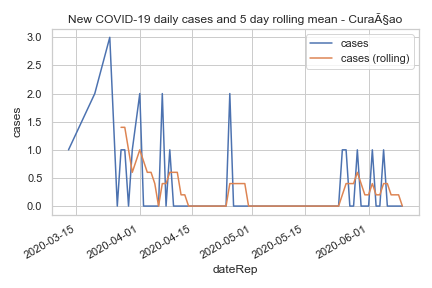 New COVID-19 daily cases and 5 day rolling mean - CuraÃ§ao
cases
cases (rolling)
3.0
2.5
2.0
1.5
1.0
0.5
0.0
cases
2020-03-15
2020-04-01
2020-04-15
2020-05-01
2020-05-15
2020-06-01
dateRep